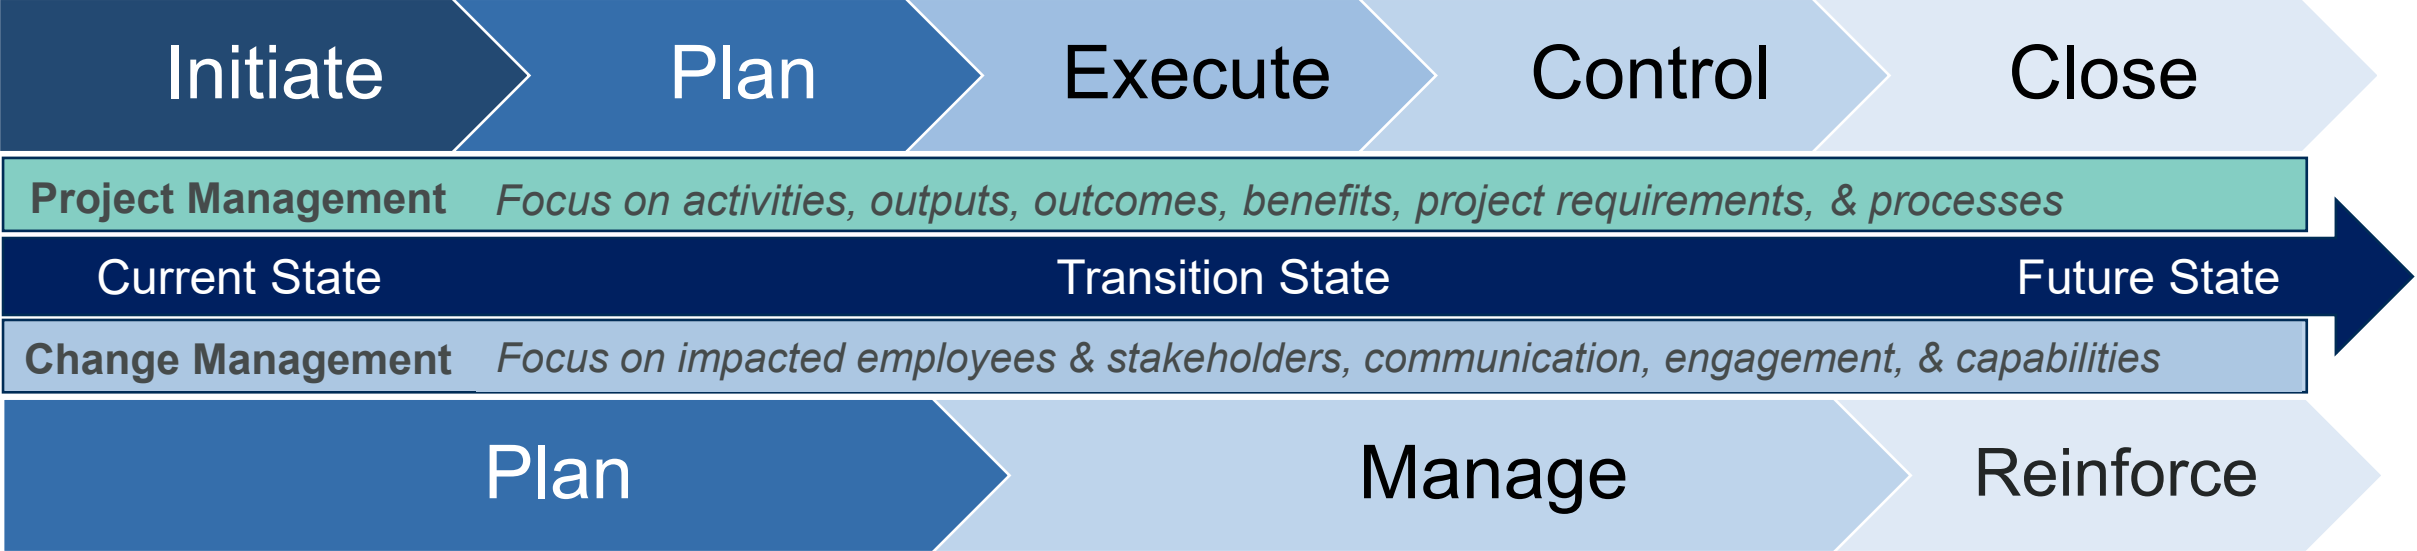 Initiate Plan Execute Control Close
Project Management Focus on activities, outputs, outcomes, benefits, project requirements, & processes
Current State Transition State Future State
Change Management Focus on impacted employees & stakeholders, communication, engagement, & capabilities
Plan Manage Reinforce